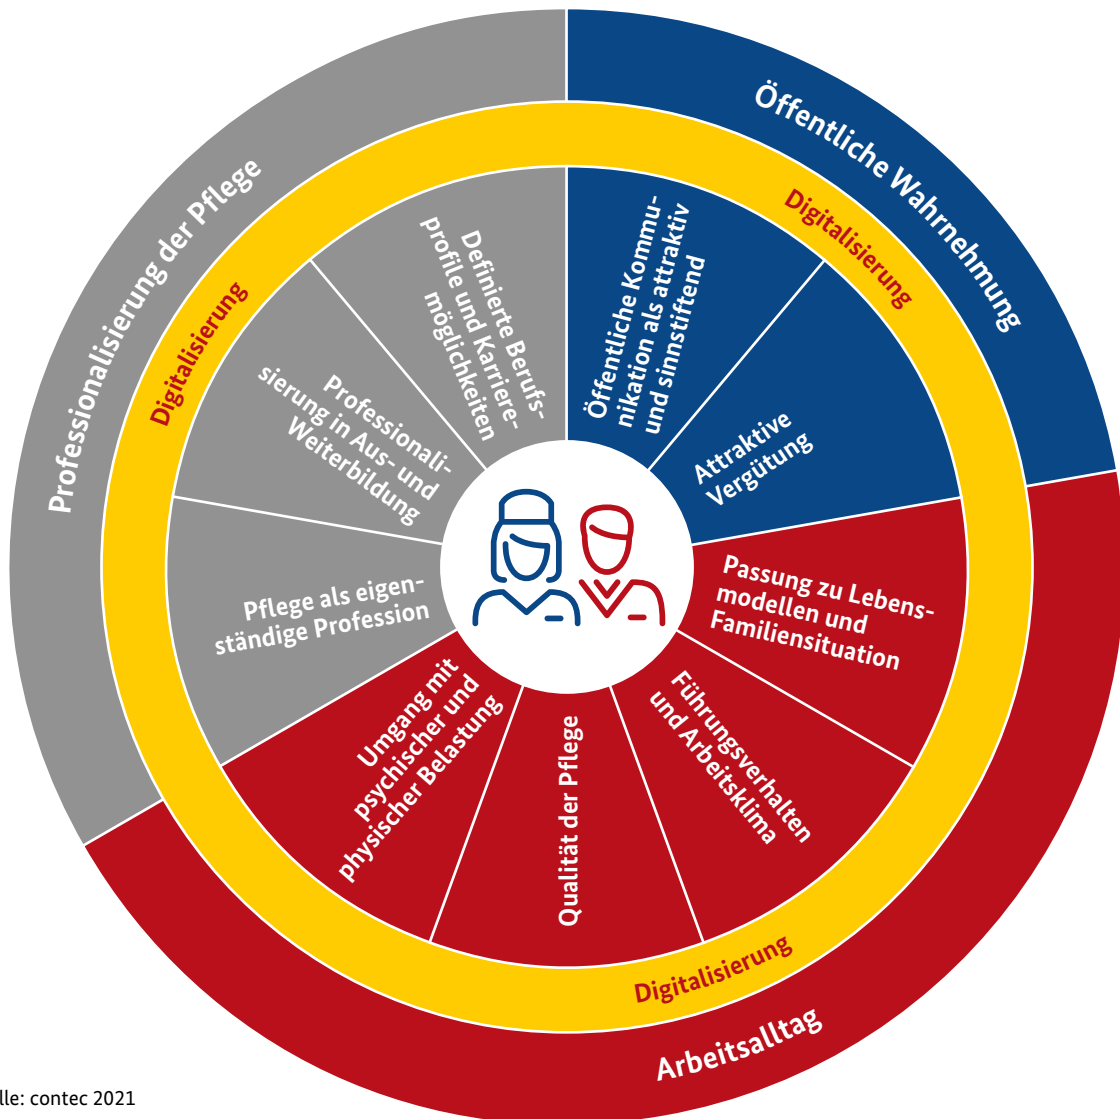 Öffentliche Wahrnehmung
Digitalisierung
Öffentliche Kommu-
nikation als attraktiv
und sinnstiftend
Attraktive
Vergütung
Arbeitsalltag
Digitalisierung
Passung zu Lebens-
modellen und
Familiensituation
Führungsverhalten
und Arbeitsklima
Qualität der Pflege
Umgang mit
psychischer und
physischer Belastung
Professionalisierung der Pflege
Digitalisierung
Pflege als eigen-
ständige Profession
Professionali-
sierung in Aus- und
Weiterbildung
Definierte Berufs-
profile und Karriere-
möglichkeiten
lle: contec 2021